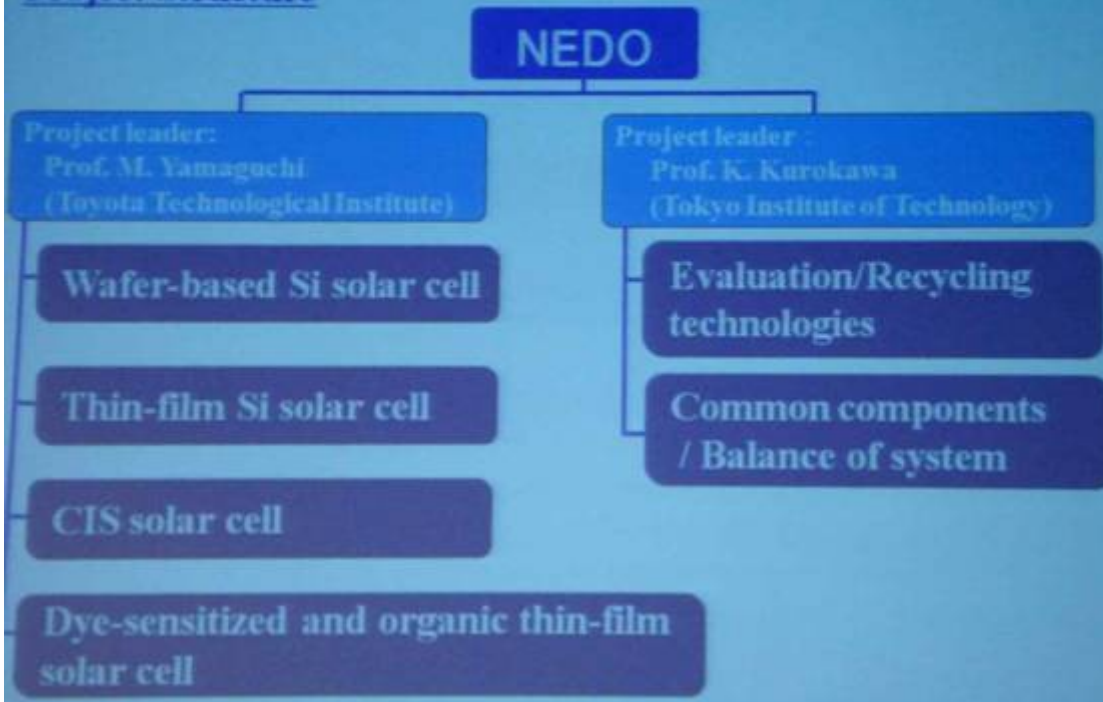 NEDO
Project leader:
Prof. M. Yamaguchi
(Toyota Technological Institute)
Project leader :
Prof. K. Kurokawa
(Tokyo Institute of Technology)
Wafer-based Si solar cell
Thin-film Si solar cell
CIS solar cell
Dye-sensitized and organic thin-film
solar cell
Evaluation/Recycling
technologies
Common components
/ Balance of system